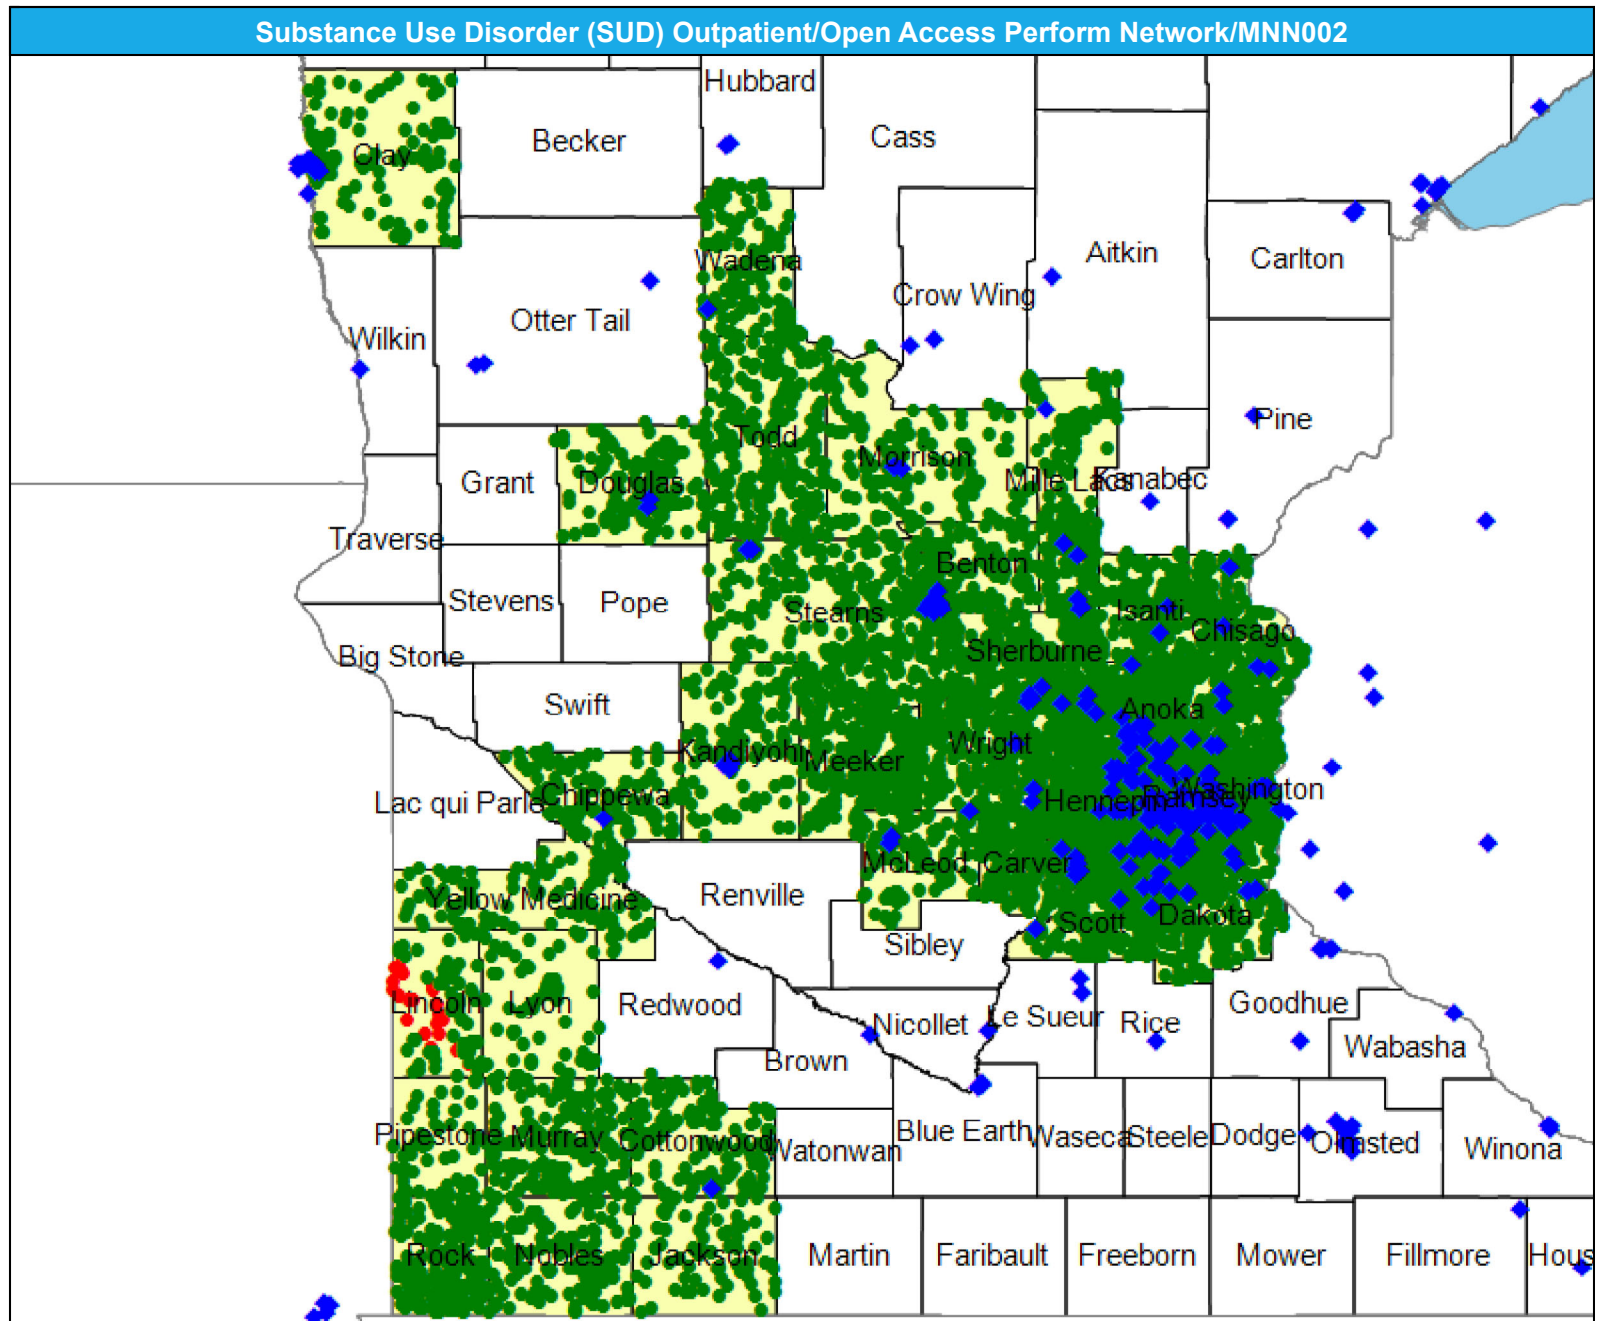 Substance Use Disorder (SUD) Outpatient/Open Access Perform Network/MNN002
Hubbard
Cass
Becker
Clay
Aitkin
Carlton
Wadena
Crow Wing
Otter Tail
Wilkin
Pine
Todd
Morrison
Mille Lacs
Kanabec
Grant
Douglas
Traverse
Benton
Stevens
Pope
Stearns
Isanti
Chisago
Sherburne
Big Stone
Swift
Anoka
Wright
Kandiyohi
Meeker
Washington
Hennepin
Ramsey
Lac qui Parle
Chippewa
McLeod
Carver
Renville
Yellow Medicine
Scott
Dakota
Sibley
Lincoln
Lyon
Redwood
Nicollet
Le Sueur
Rice
Goodhue
Wabasha
Brown
Pipestone
Murray
Cottonwood
Watonwan
Blue Earth
Waseca
Steele
Dodge
Olmsted
Winona
Rock
Nobles
Jackson
Martin
Faribault
Freeborn
Mower
Fillmore
Hous